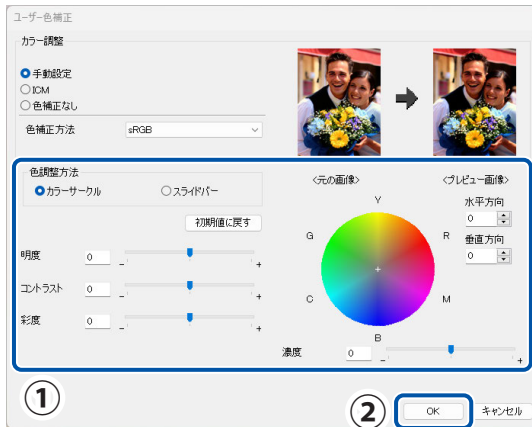 ユーザー色補正
カラー調整
手動設定
ICM
色補正なし
色補正方法
sRGB
色調整方法
カラーサークル
スライドバー
初期値に戻す
明度
0
-
+
コントラスト
0
-
+
彩度
0
-
+
<元の画像>
<プレビュー画像>
Y
G
R
C
M
B
水平方向
0
垂直方向
0
濃度
0
-
+
①
②
OK
キャンセル